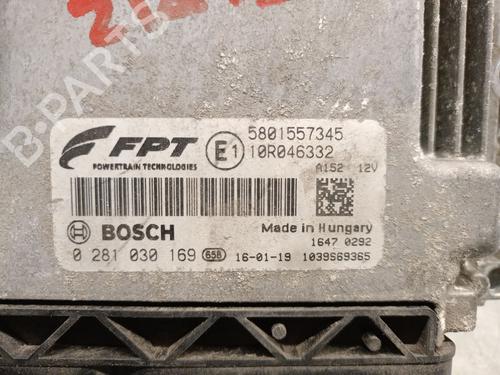 FPT
POWERTRAIN TECHNOLOGIES
E1
5801557345
10R046332
A152 12V
BOSCH
Made in Hungary
1647 0292
0 281 030 169 658 16-01-19 1039S69365
B-PARTS